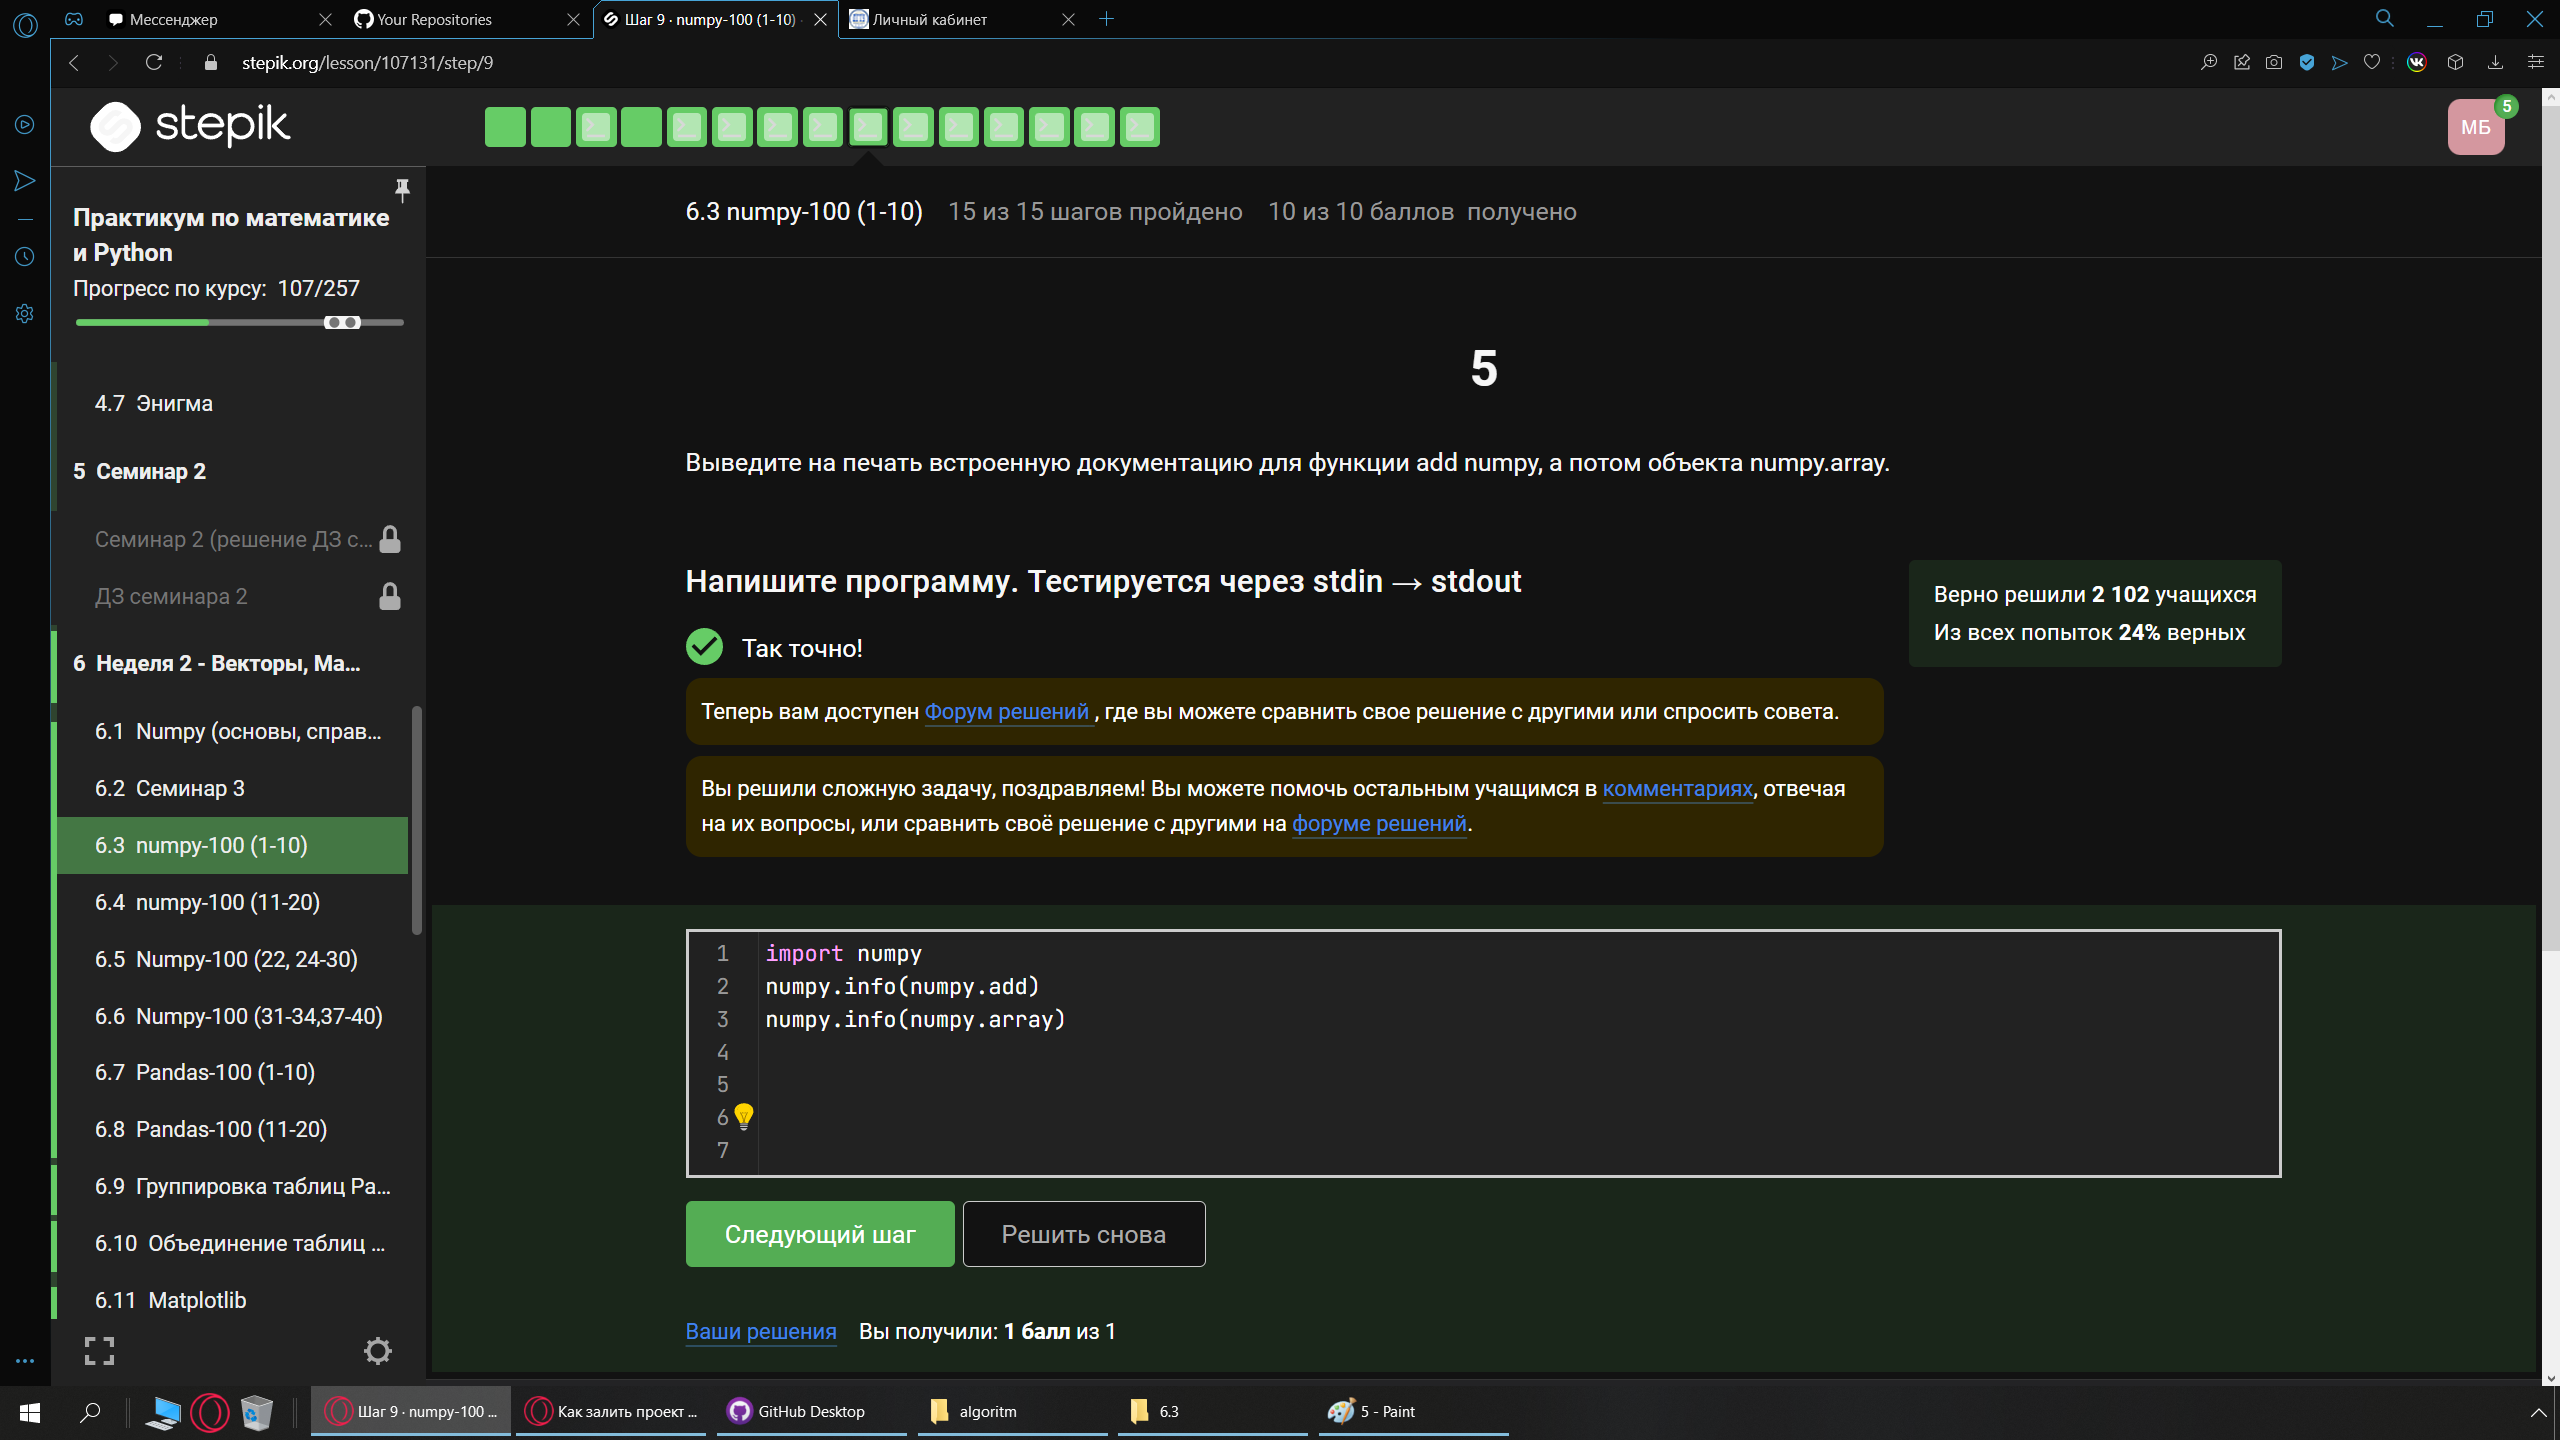 Мессенджер
Your Repositories
Шаг 9 · numpy-100 (1-10)
Личный кабинет
stepik.org/lesson/107131/step/9
stepik
МБ
5
6.3 numpy-100 (1-10) 15 из 15 шагов пройдено 10 из 10 баллов получено
Практикум по математике
и Python
Прогресс по курсу: 107/257
4.7 Энигма
5 Семинар 2
Семинар 2 (решение ДЗ с...
ДЗ семинара 2
6 Неделя 2 - Векторы, Ма...
6.1 Numpy (основы, справ...
6.2 Семинар 3
6.3 numpy-100 (1-10)
6.4 numpy-100 (11-20)
6.5 Numpy-100 (22, 24-30)
6.6 Numpy-100 (31-34,37-40)
6.7 Pandas-100 (1-10)
6.8 Pandas-100 (11-20)
6.9 Группировка таблиц Pa...
6.10 Объединение таблиц ...
6.11 Matplotlib
5
Выведите на печать встроенную документацию для функции add numpy, а потом объекта numpy.array.
Напишите программу. Тестируется через stdin → stdout
Верно решили 2 102 учащихся
Из всех попыток 24% верных
Так точно!
Теперь вам доступен Форум решений , где вы можете сравнить свое решение с другими или спросить совета.
Вы решили сложную задачу, поздравляем! Вы можете помочь остальным учащимся в комментариях, отвечая
на их вопросы, или сравнить своё решение с другими на форуме решений.
1 import numpy
2 numpy.info(numpy.add)
3 numpy.info(numpy.array)
4
5
6
7
Следующий шаг
Решить снова
Ваши решения Вы получили: 1 балл из 1
Шаг 9 · numpy-100 ...
Как залить проект ...
GitHub Desktop
algoritm
6.3
5 - Paint